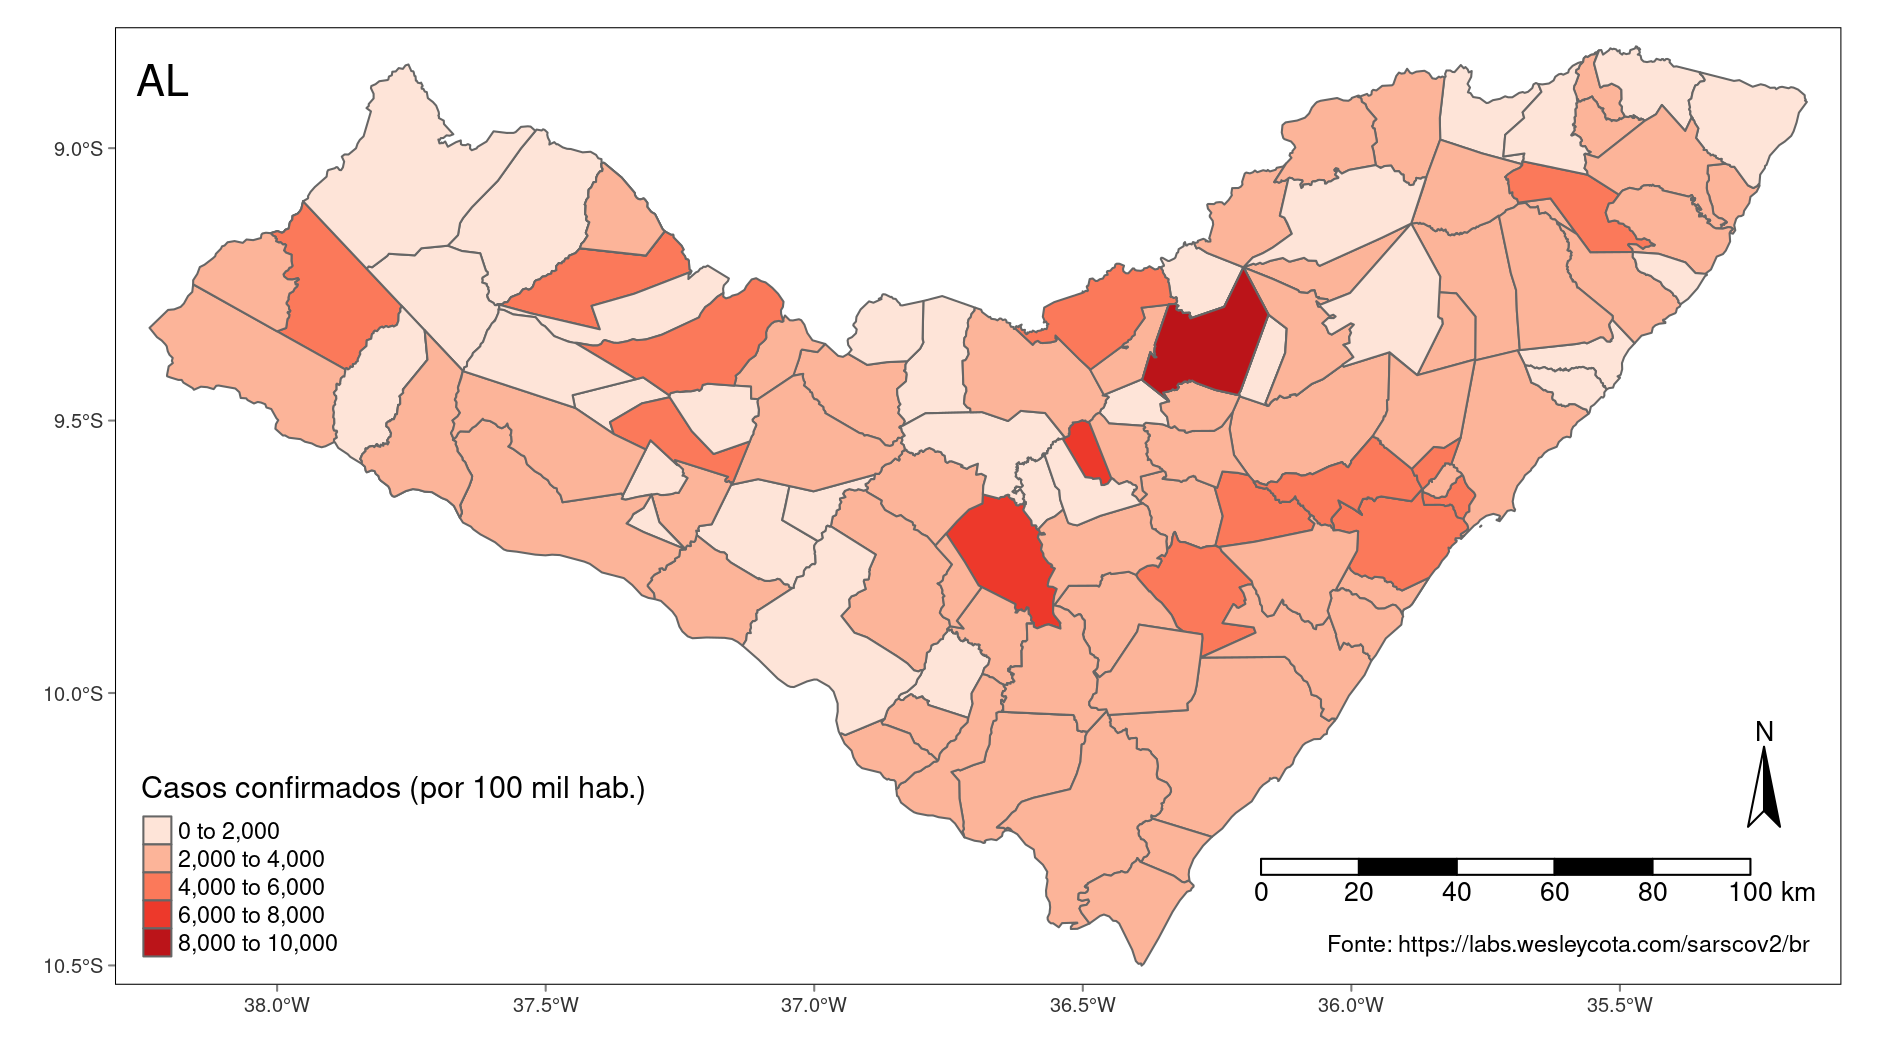 AL
9.0°S
9.5°S
10.0°S
10.5°S
N
Casos confirmados (por 100 mil hab.)
0 to 2,000
2,000 to 4,000
4,000 to 6,000
6,000 to 8,000
8,000 to 10,000
0 20 40 60 80 100 km
Fonte: https://labs.wesleycota.com/sarscov2/br
38.0°W 37.5°W 37.0°W 36.5°W 36.0°W 35.5°W